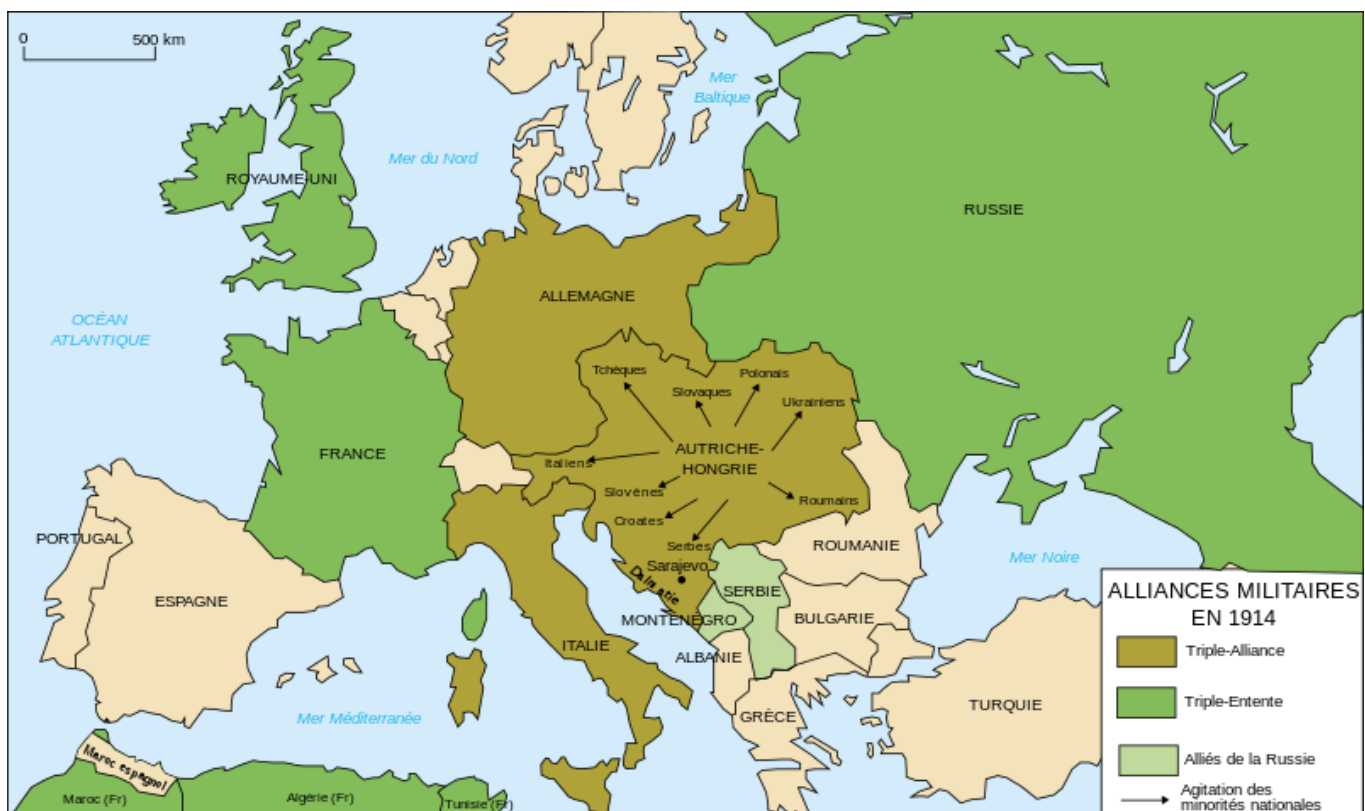 0 500 km
Mer
Baltique
Mer du Nord
ROYAUME-UNI
RUSSIE
ALLEMAGNE
OCÉAN
ATLANTIQUE
Tchèques
Polonais
Slovaques
Ukrainiens
FRANCE
AUTRICHE-
HONGRIE
Italiens
Slovènes
Roumains
Croates
PORTUGAL
Serbes
ROUMANIE
Mer Noire
Sarajevo
Dalmatie
SERBIE
ESPAGNE
MONTÉNÉGRO
BULGARIE
ITALIE
ALBANIE
TURQUIE
GRÈCE
Mer Méditerranée
Maroc espagnol
Maroc (Fr)
Algérie (Fr)
Tunisie (Fr)
ALLIANCES MILITAIRES
EN 1914
Triple-Alliance
Triple-Entente
Alliés de la Russie
Agitation des
minorités nationales